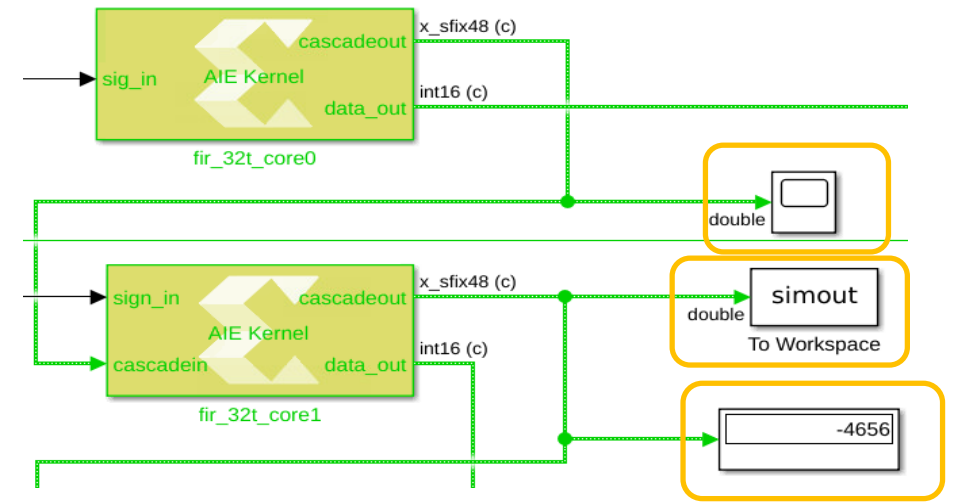 x_sfix48 (c)
cascadeout
sig_in
AIE Kernel
int16 (c)
data_out
fir_32t_core0
double
x_sfix48 (c)
sign_in
cascadeout
AIE Kernel
int16 (c)
cascadein
data_out
fir_32t_core1
simout
double
To Workspace
-4656